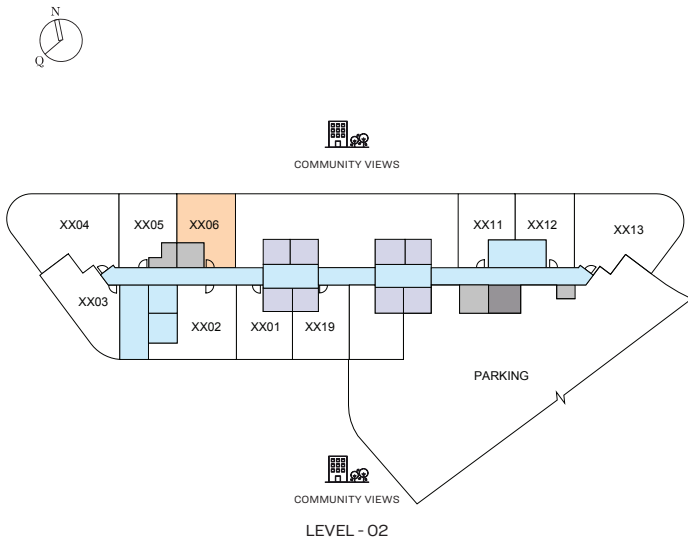 N
Q
COMMUNITY VIEWS
XX04
XX05
XX06
XX11
XX12
XX13
XX03
XX02
XX01
XX19
PARKING
N
COMMUNITY VIEWS
LEVEL - 02